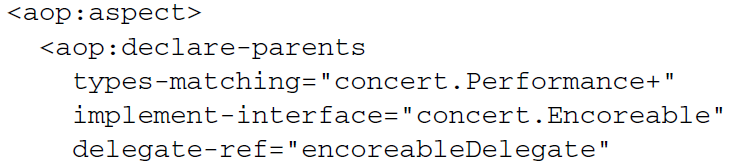 <aop:aspect>
<aop:declare-parents
types-matching="concert.Performance+"
implement-interface="concert.Encoreable"
delegate-ref="encoreableDelegate"